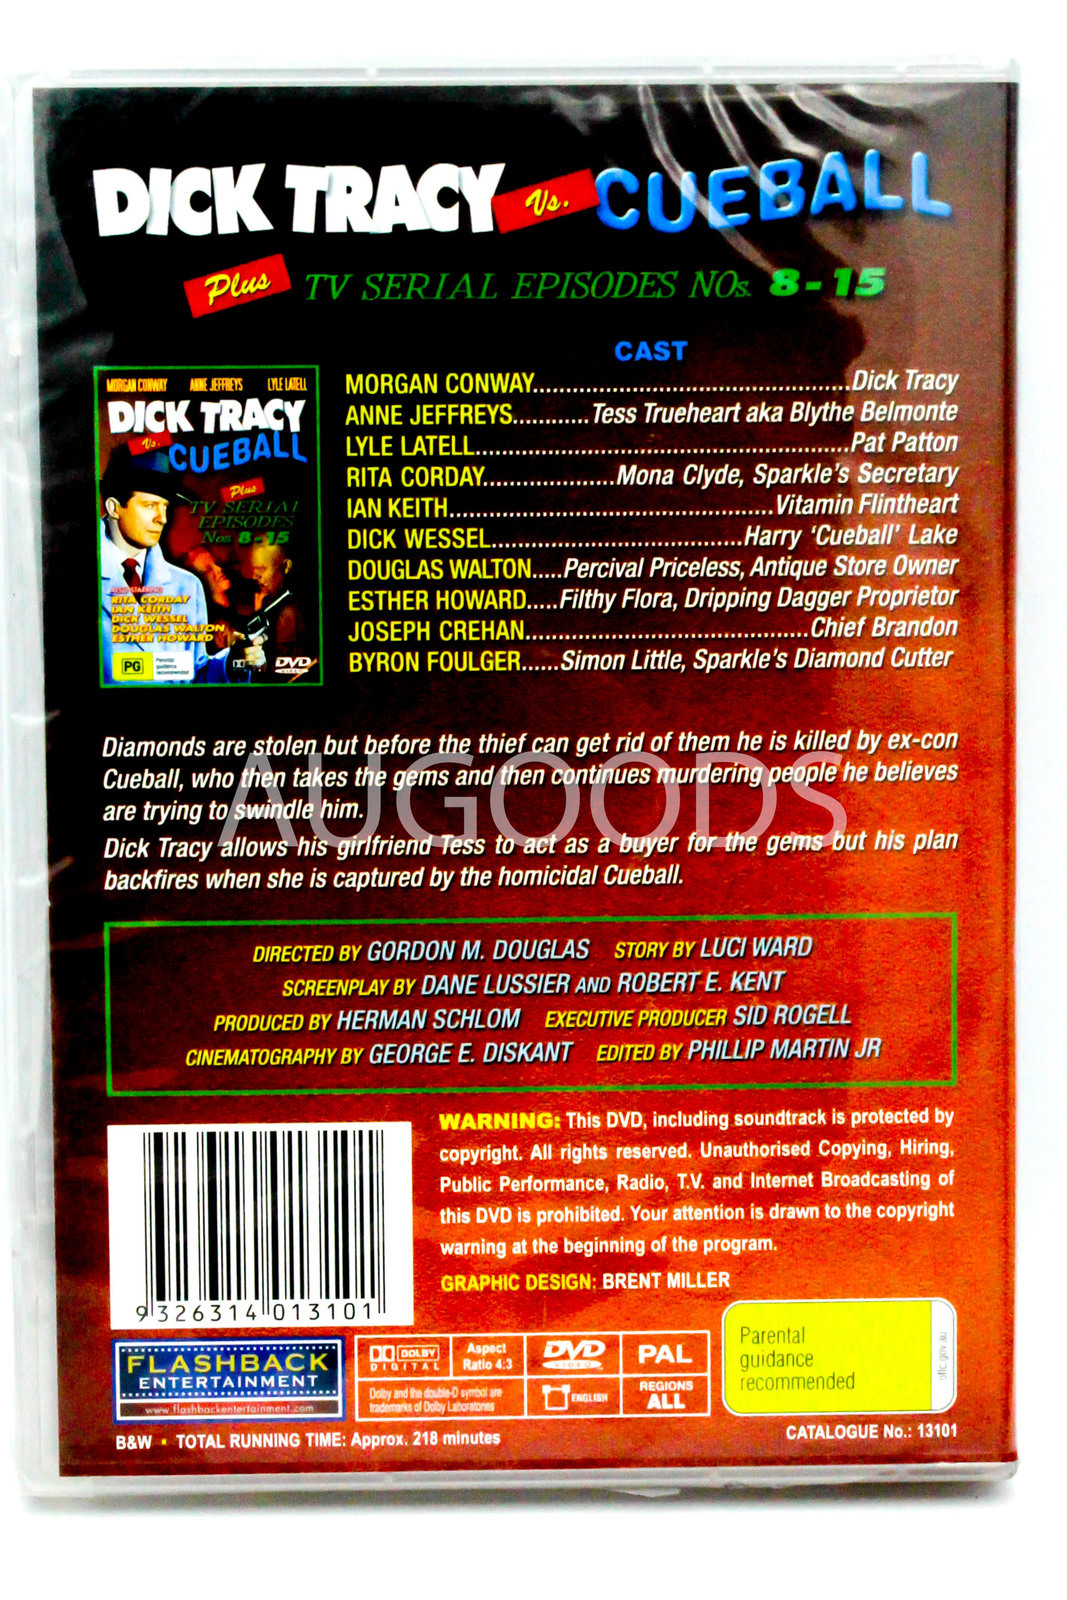 DICK TRACY Vs. CUEBALL
Plus TV SERIAL EPISODES NOs. 8-15
CAST
MORGAN CONWAY.............................................Dick Tracy
ANNE JEFFREYS...........Tess Trueheart aka Blythe Belmonte
LYLE LATELL.....................................................Pat Patton
RITA CORDAY...................Mona Clyde, Sparkle's Secretary
IAN KEITH..............................................Vitamin Flintheart
DICK WESSEL...................................Harry 'Cueball' Lake
DOUGLAS WALTON.....Percival Priceless, Antique Store Owner
ESTHER HOWARD.....Filthy Flora, Dripping Dagger Proprietor
JOSEPH CREHAN........................................Chief Brandon
BYRON FOULGER......Simon Little, Sparkle's Diamond Cutter
MORGAN CONWAY ANNE JEFFREYS LYLE LATELL
DICK TRACY
Vs. CUEBALL
Plus
TV SERIAL
EPISODES
Nos. 8-15
ALSO STARRING
RITA CORDAY
IAN KEITH
DICK WESSEL
DOUGLAS WALTON
ESTHER HOWARD
PG Parental guidance recommended
DVD
VIDEO
Diamonds are stolen but before the thief can get rid of them he is killed by ex-con
Cueball, who then takes the gems and then continues murdering people he believes
are trying to swindle him.
AUGOODS
Dick Tracy allows his girlfriend Tess to act as a buyer for the gems but his plan
backfires when she is captured by the homicidal Cueball.
DIRECTED BY GORDON M. DOUGLAS STORY BY LUCI WARD
SCREENPLAY BY DANE LUSSIER AND ROBERT E. KENT
PRODUCED BY HERMAN SCHLOM EXECUTIVE PRODUCER SID ROGELL
CINEMATOGRAPHY BY GEORGE E. DISKANT EDITED BY PHILLIP MARTIN JR
WARNING: This DVD, including soundtrack is protected by
copyright. All rights reserved. Unauthorised Copying, Hiring,
Public Performance, Radio, T.V. and Internet Broadcasting of
this DVD is prohibited. Your attention is drawn to the copyright
warning at the beginning of the program.
GRAPHIC DESIGN: BRENT MILLER
9 326314 013101
FLASHBACK
ENTERTAINMENT
www.flashbackentertainment.com
DOLBY
DIGITAL
Aspect
Ratio 4:3
DVD
VIDEO
PAL
Dolby and the double-D symbol are
trademarks of Dolby Laboratories
ENGLISH
REGIONS
ALL
Parental
guidance
recommended
oflc.gov.au
B&W • TOTAL RUNNING TIME: Approx. 218 minutes
CATALOGUE No.: 13101